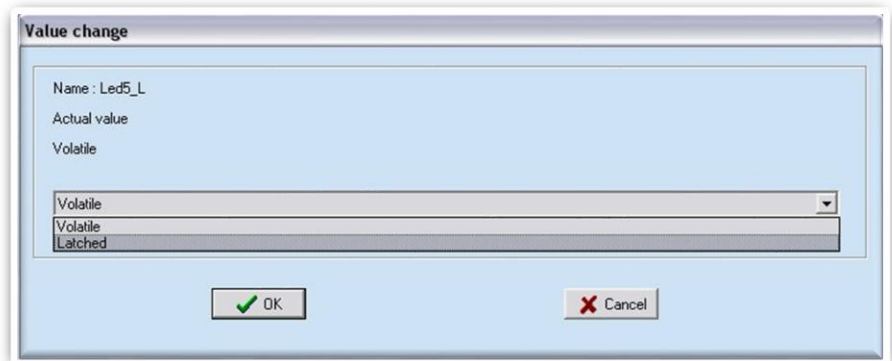 Value change
Name : Led5_L
Actual value
Volatile
Volatile
Volatile
Latched
OK
Cancel